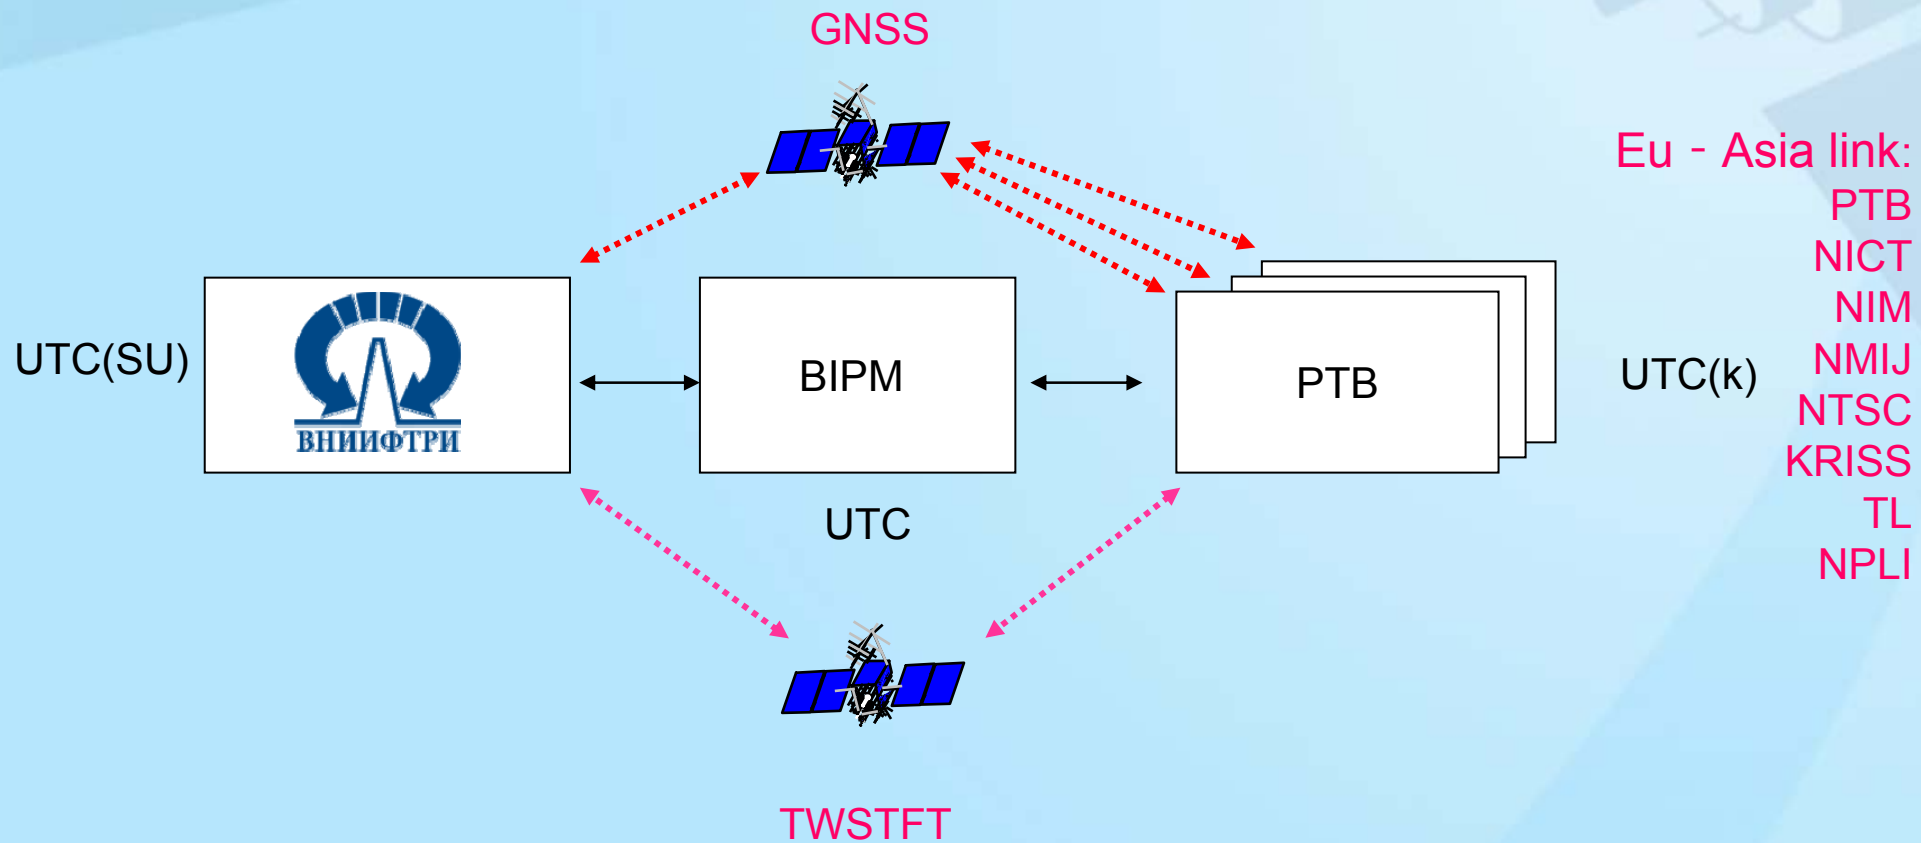 GNSS
Eu - Asia link:
PTB
NICT
NIM
NMIJ
NTSC
KRISS
TL
NPLI
UTC(SU)
ВНИИФТРИ
BIPM
PTB
UTC(k)
UTC
TWSTFT